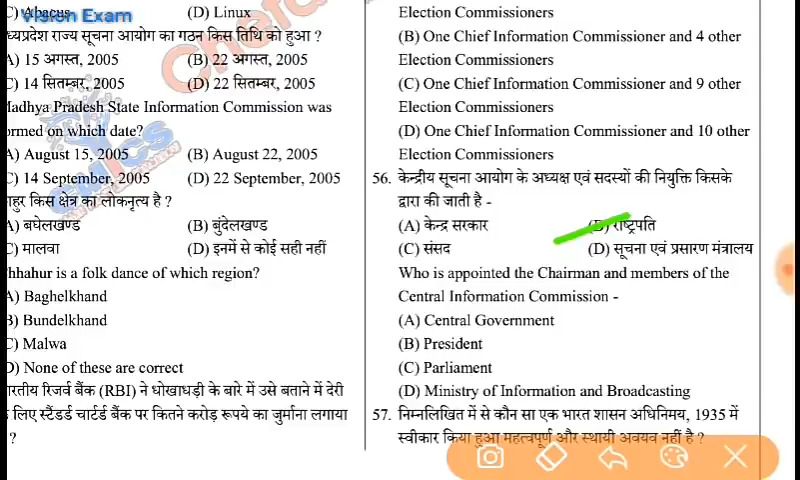 Vision Exam
C) Abacus (D) Linux
ध्यप्रदेश राज्य सूचना आयोग का गठन किस तिथि को हुआ ?
A) 15 अगस्त, 2005 (B) 22 अगस्त, 2005
C) 14 सितम्बर, 2005 (D) 22 सितम्बर, 2005
Madhya Pradesh State Information Commission was
ormed on which date?
A) August 15, 2005 (B) August 22, 2005
C) 14 September, 2005 (D) 22 September, 2005
ाहुर किस क्षेत्र का लोकनृत्य है ?
A) बघेलखण्ड (B) बुंदेलखण्ड
C) मालवा (D) इनमें से कोई सही नहीं
hhahur is a folk dance of which region?
A) Baghelkhand
B) Bundelkhand
C) Malwa
D) None of these are correct
ारतीय रिजर्व बैंक (RBI) ने धोखाधड़ी के बारे में उसे बताने में देरी
लिए स्टैंडर्ड चार्टर्ड बैंक पर कितने करोड़ रूपये का जुर्माना लगाया
?
Election Commissioners
(B) One Chief Information Commissioner and 4 other
Election Commissioners
(C) One Chief Information Commissioner and 9 other
Election Commissioners
(D) One Chief Information Commissioner and 10 other
Election Commissioners
56. केन्द्रीय सूचना आयोग के अध्यक्ष एवं सदस्यों की नियुक्ति किसके
द्वारा की जाती है -
(A) केन्द्र सरकार (B) राष्ट्रपति
(C) संसद (D) सूचना एवं प्रसारण मंत्रालय
Who is appointed the Chairman and members of the
Central Information Commission -
(A) Central Government
(B) President
(C) Parliament
(D) Ministry of Information and Broadcasting
57. निम्नलिखित में से कौन सा एक भारत शासन अधिनियम, 1935 में
स्वीकार किया हुआ महत्वपूर्ण और स्थायी अवयव नहीं है ?